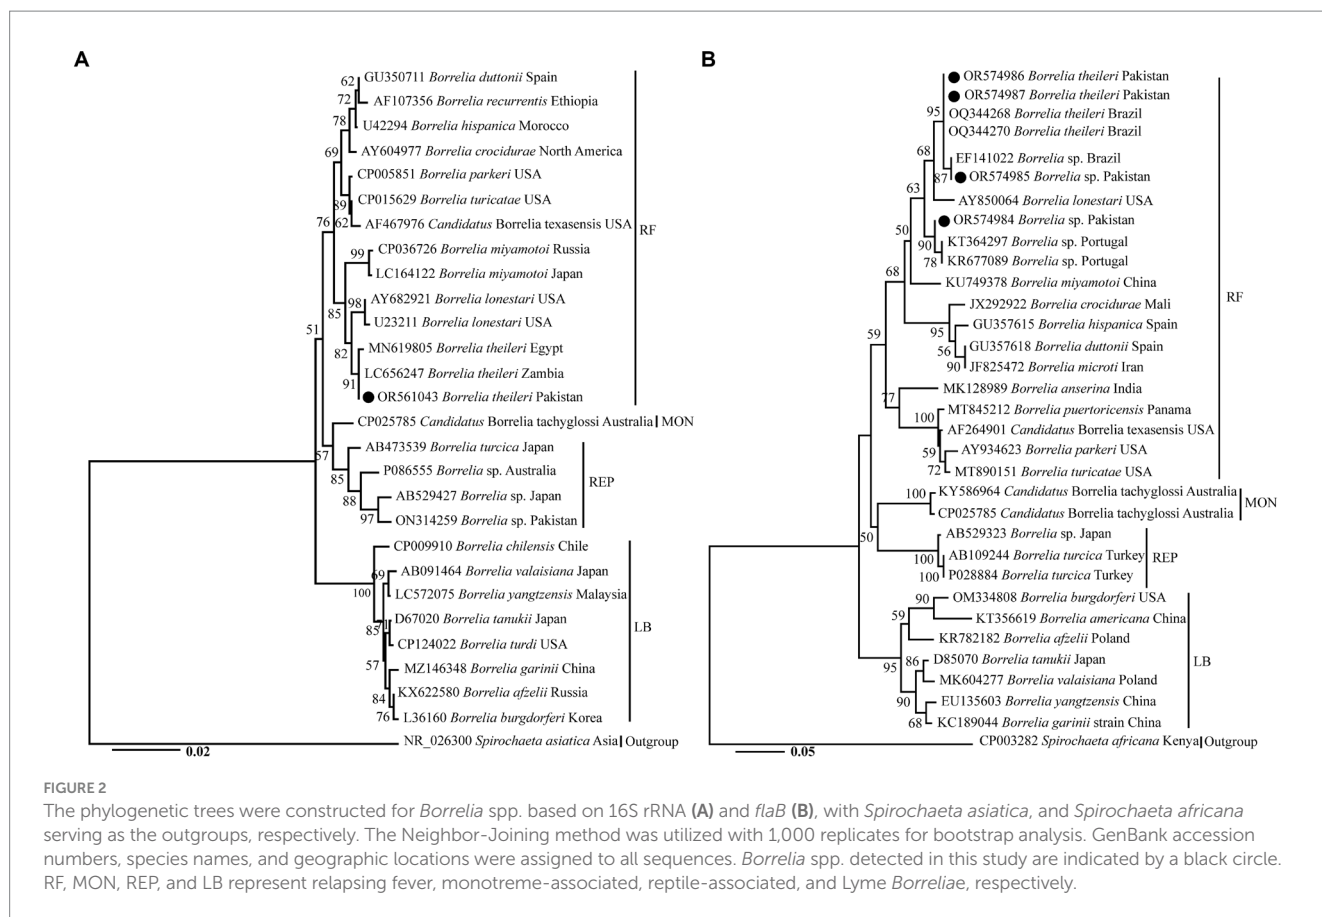 A
62
GU350711 Borrelia duttonii Spain
72
AF107356 Borrelia recurrentis Ethiopia
78
U42294 Borrelia hispanica Morocco
69
AY604977 Borrelia crocidurae North America
CP005851 Borrelia parkeri USA
89
CP015629 Borrelia turicatae USA
76
62
AF467976 Candidatus Borrelia texasensis USA
RF
99
CP036726 Borrelia miyamotoi Russia
LC164122 Borrelia miyamotoi Japan
85
98
AY682921 Borrelia lonestari USA
U23211 Borrelia lonestari USA
51
82
MN619805 Borrelia theileri Egypt
LC656247 Borrelia theileri Zambia
91
OR561043 Borrelia theileri Pakistan
CP025785 Candidatus Borrelia tachyglossi Australia
MON
57
AB473539 Borrelia turcica Japan
85
P086555 Borrelia sp. Australia
REP
88
AB529427 Borrelia sp. Japan
97
ON314259 Borrelia sp. Pakistan
CP009910 Borrelia chilensis Chile
69
AB091464 Borrelia valaisiana Japan
100
LC572075 Borrelia yangtzensis Malaysia
71
D67020 Borrelia tanukii Japan
LB
85
CP124022 Borrelia turdi USA
57
MZ146348 Borrelia garinii China
84
KX622580 Borrelia afzelii Russia
76
L36160 Borrelia burgdorferi Korea
NR_026300 Spirochaeta asiatica Asia
Outgroup
0.02
B
OR574986 Borrelia theileri Pakistan
OR574987 Borrelia theileri Pakistan
95
OQ344268 Borrelia theileri Brazil
OQ344270 Borrelia theileri Brazil
68
EF141022 Borrelia sp. Brazil
87
OR574985 Borrelia sp. Pakistan
63
AY850064 Borrelia lonestari USA
OR574984 Borrelia sp. Pakistan
50
90
KT364297 Borrelia sp. Portugal
78
KR677089 Borrelia sp. Portugal
68
KU749378 Borrelia miyamotoi China
RF
JX292922 Borrelia crocidurae Mali
95
GU357615 Borrelia hispanica Spain
59
56
GU357618 Borrelia duttonii Spain
90
JF825472 Borrelia microti Iran
77
MK128989 Borrelia anserina India
100
MT845212 Borrelia puertoricensis Panama
AF264901 Candidatus Borrelia texasensis USA
59
AY934623 Borrelia parkeri USA
72
MT890151 Borrelia turicatae USA
100
KY586964 Candidatus Borrelia tachyglossi Australia
MON
CP025785 Candidatus Borrelia tachyglossi Australia
50
AB529323 Borrelia sp. Japan
100
AB109244 Borrelia turcica Turkey
REP
100
P028884 Borrelia turcica Turkey
90
OM334808 Borrelia burgdorferi USA
59
KT356619 Borrelia americana China
KR782182 Borrelia afzelii Poland
95
86
D85070 Borrelia tanukii Japan
LB
MK604277 Borrelia valaisiana Poland
90
EU135603 Borrelia yangtzensis China
68
KC189044 Borrelia garinii strain China
CP003282 Spirochaeta africana Kenya
Outgroup
0.05
FIGURE 2
The phylogenetic trees were constructed for Borrelia spp. based on 16S rRNA (A) and flaB (B), with Spirochaeta asiatica, and Spirochaeta africana
serving as the outgroups, respectively. The Neighbor-Joining method was utilized with 1,000 replicates for bootstrap analysis. GenBank accession
numbers, species names, and geographic locations were assigned to all sequences. Borrelia spp. detected in this study are indicated by a black circle.
RF, MON, REP, and LB represent relapsing fever, monotreme-associated, reptile-associated, and Lyme Borreliae, respectively.